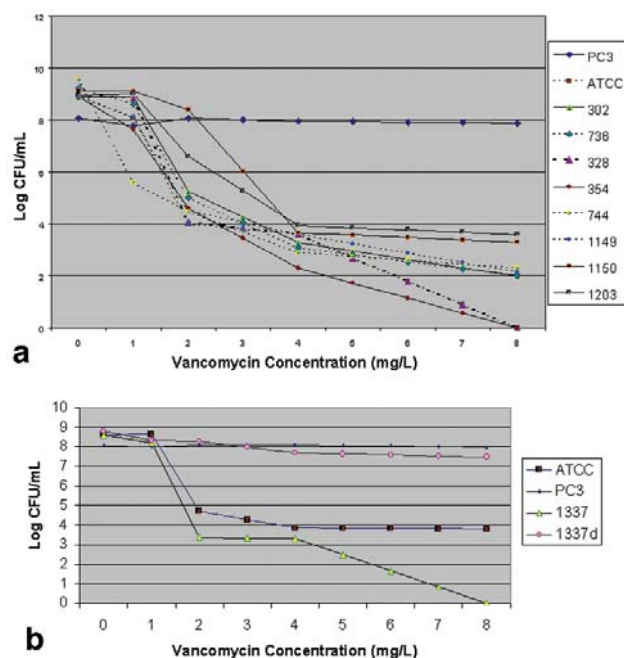 12
10
8
6
4
2
0
Log CFU/mL
0 1 2 3 4 5 6 7 8
Vancomycin Concentration (mg/L)
PC3
ATCC
302
736
328
354
744
1149
1150
1203
a
10
9
8
7
6
5
4
3
2
1
0
Log CFU/mL
0 1 2 3 4 5 6 7 8
Vancomycin Concentration (mg/L)
ATCC
PC3
1337
1337d
b